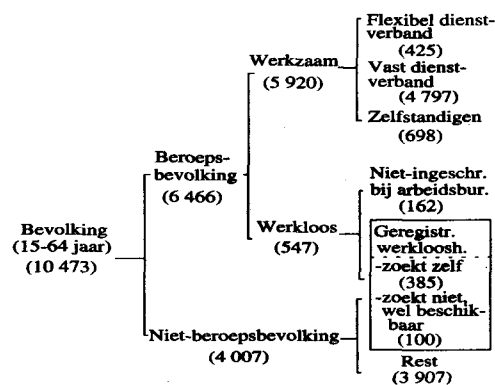 Flexibel dienst-
verband
(425)
Werkzaam
(5 920)
Vast dienst-
verband
(4 797)
Zelfstandigen
(698)
Beroeps-
bevolking
(6 466)
Niet-ingeschr.
bij arbeidsbur.
(162)
Bevolking
(15-64 jaar)
(10 473)
Werkloos
(547)
Geregistr.
werkloosh.
-zoekt zelf
(385)
-zoekt niet,
wel beschik-
baar
(100)
Niet-beroepsbevolking
(4 007)
Rest
(3 907)